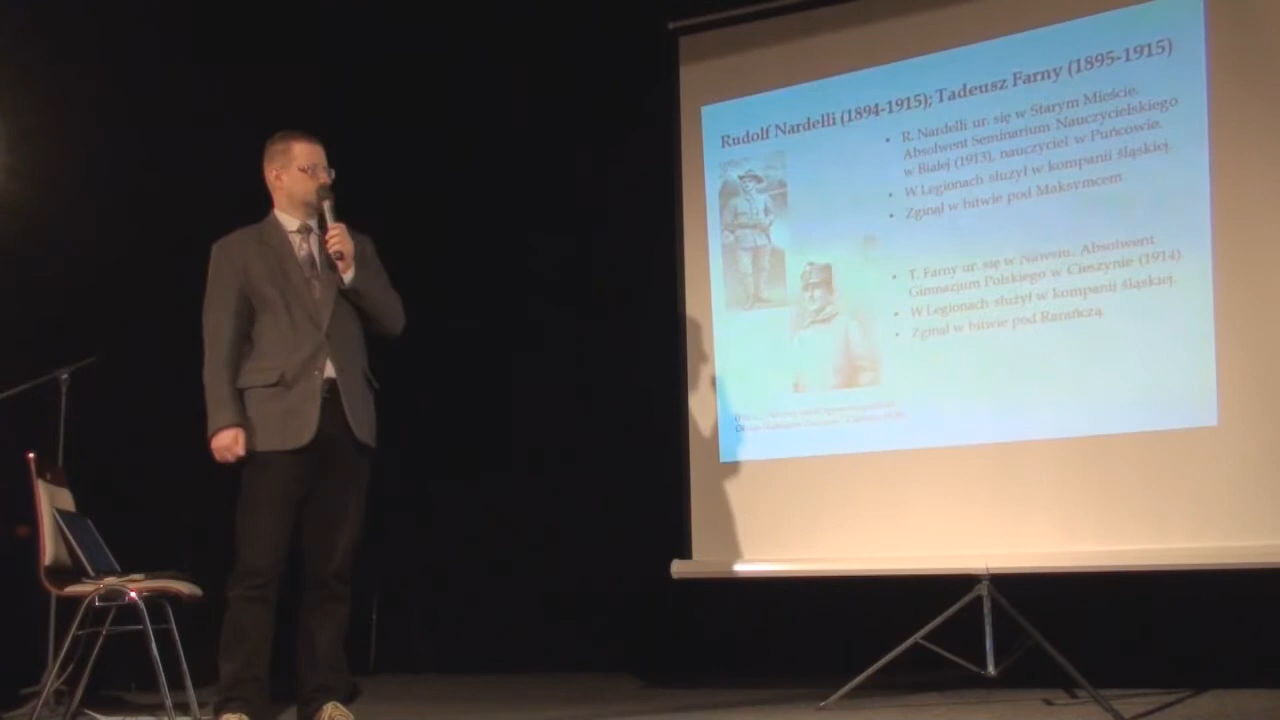 Rudolf Nardelli (1894-1915); Tadeusz Farny (1895-1915)
• R. Nardelli ur. się w Starym Mieście.
Absolwent Seminarium Nauczycielskiego
w Białej (1913), nauczyciel w Puńcowie.
• W Legionach służył w kompanii śląskiej.
• Zginął w bitwie pod Maksymcem
• T. Farny ur. się w Nawsiu. Absolwent
Gimnazjum Polskiego w Cieszynie (1914)
• W Legionach służył w kompanii śląskiej.
• Zginął w bitwie pod Rarańczą